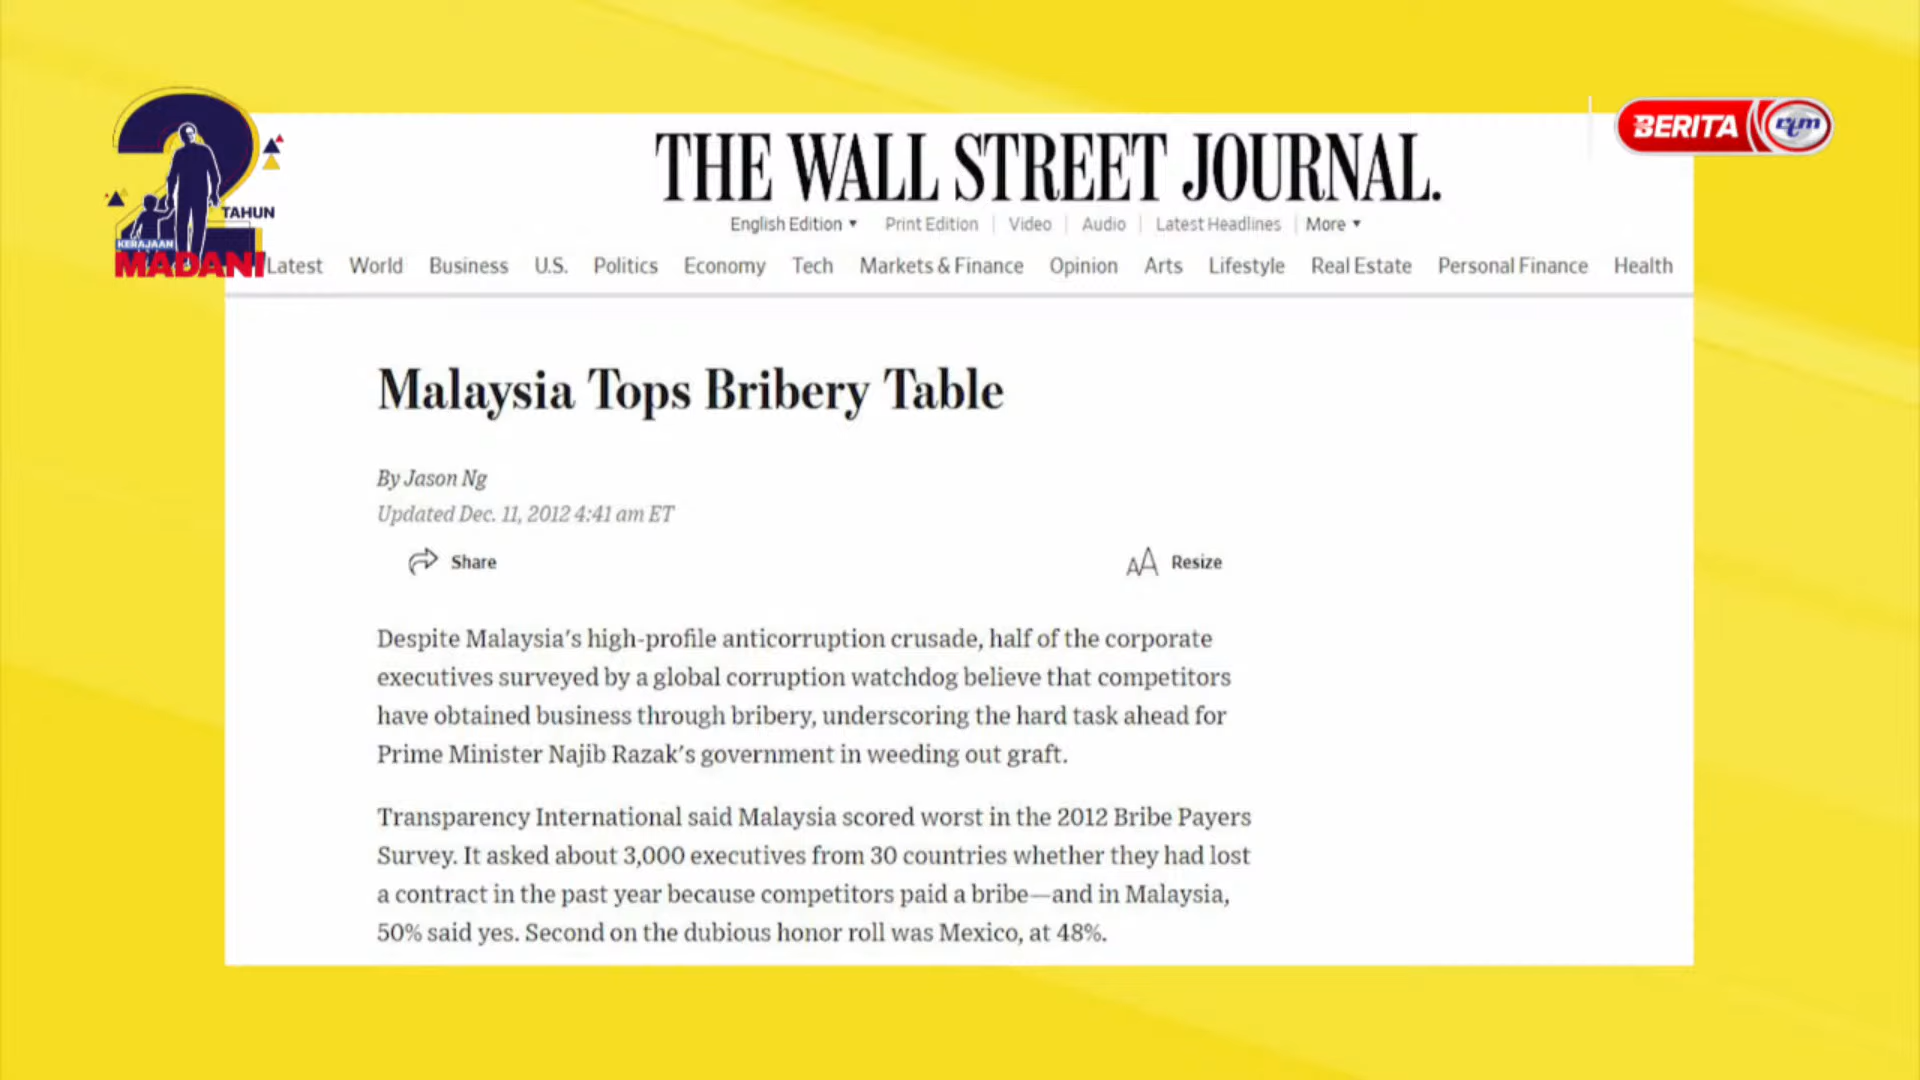 2
TAHUN
KERAJAAN
MADANI
BERITA rtm
THE WALL STREET JOURNAL.
English Edition Print Edition Video Audio Latest Headlines More
Latest World Business U.S. Politics Economy Tech Markets & Finance Opinion Arts Lifestyle Real Estate Personal Finance Health
Malaysia Tops Bribery Table
By Jason Ng
Updated Dec. 11, 2012 4:41 am ET
Share AA Resize
Despite Malaysia's high-profile anticorruption crusade, half of the corporate
executives surveyed by a global corruption watchdog believe that competitors
have obtained business through bribery, underscoring the hard task ahead for
Prime Minister Najib Razak's government in weeding out graft.
Transparency International said Malaysia scored worst in the 2012 Bribe Payers
Survey. It asked about 3,000 executives from 30 countries whether they had lost
a contract in the past year because competitors paid a bribe—and in Malaysia,
50% said yes. Second on the dubious honor roll was Mexico, at 48%.